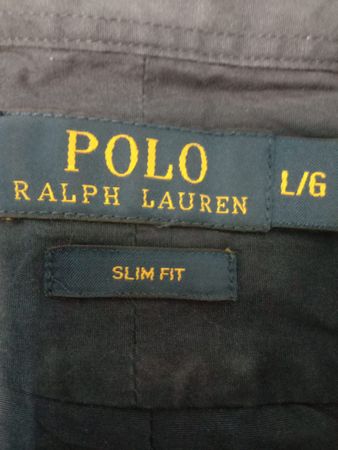 POLO
RALPH LAUREN
L/G
SLIM FIT